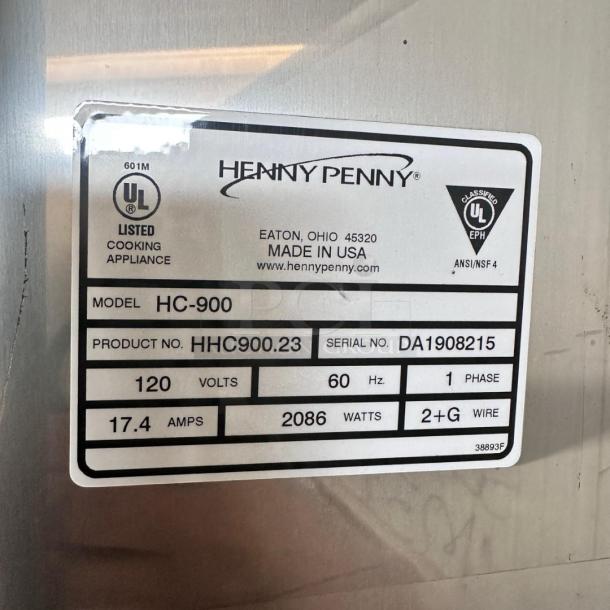 601M
UL
®
LISTED
COOKING
APPLIANCE
HENNY PENNY®
EATON, OHIO 45320
MADE IN USA
www.hennypenny.com
CLASSIFIED
UL
EPH
ANSI/NSF 4
MODEL HC-900
PRODUCT NO. HHC900.23 SERIAL NO. DA1908215
120 VOLTS 60 Hz. 1 PHASE
17.4 AMPS 2086 WATTS 2+G WIRE
38893F